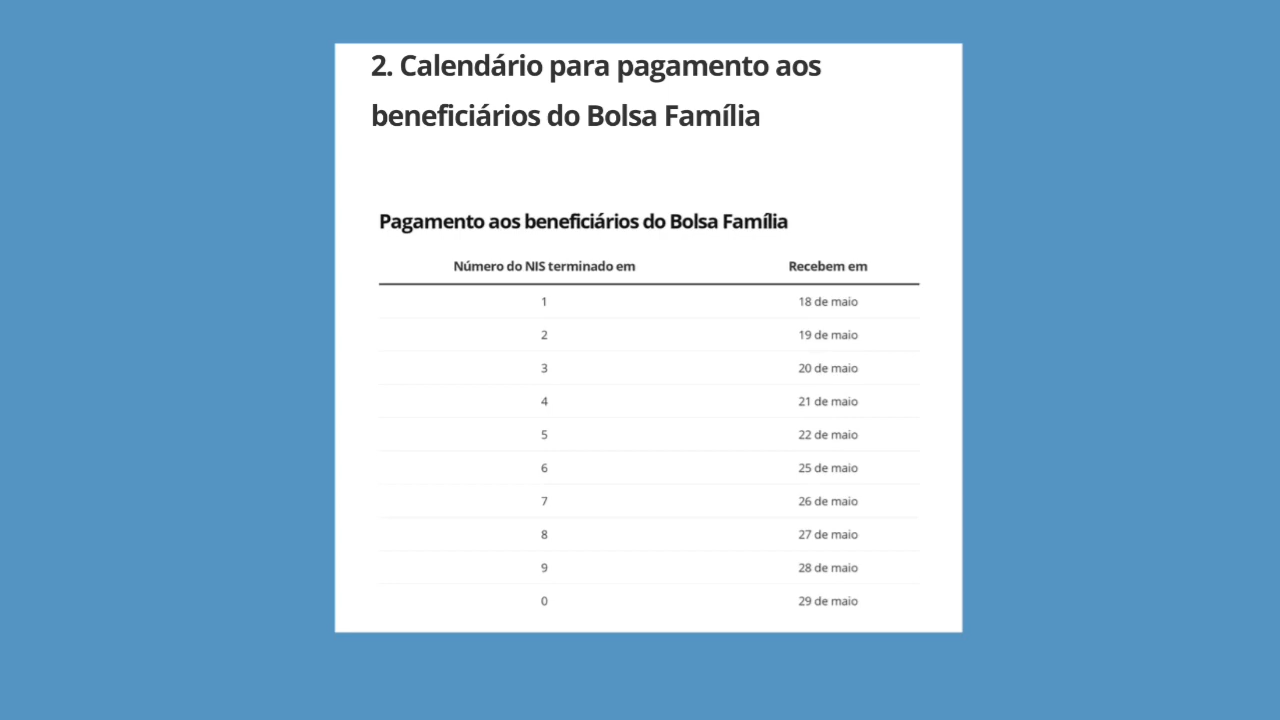 2. Calendário para pagamento aos
beneficiários do Bolsa Família
Pagamento aos beneficiários do Bolsa Família
Número do NIS terminado em Recebem em
1 18 de maio
2 19 de maio
3 20 de maio
4 21 de maio
5 22 de maio
6 25 de maio
7 26 de maio
8 27 de maio
9 28 de maio
0 29 de maio